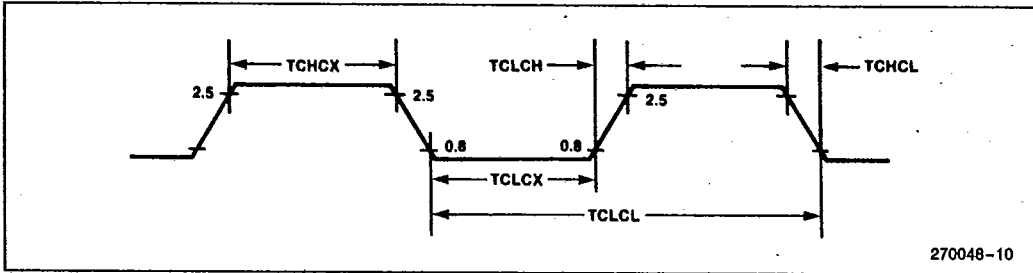 TCHCX
TCLCH
TCHCL
2.5
2.5
2.5
0.8
0.8
TCLCX
TCLCL
270048-10